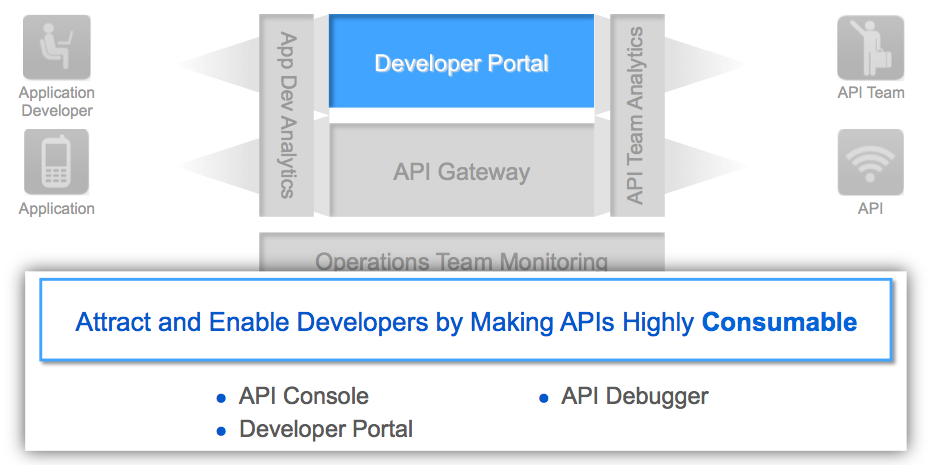 App Dev Analytics
Developer Portal
API Team Analytics
Application
Developer
API Team
API Gateway
Application
API
Operations Team Monitoring
Attract and Enable Developers by Making APIs Highly Consumable
• API Console
• API Debugger
• Developer Portal